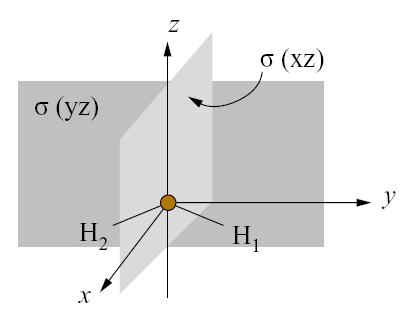 z
σ (xz)
σ (yz)
y
H₂
H₁
x